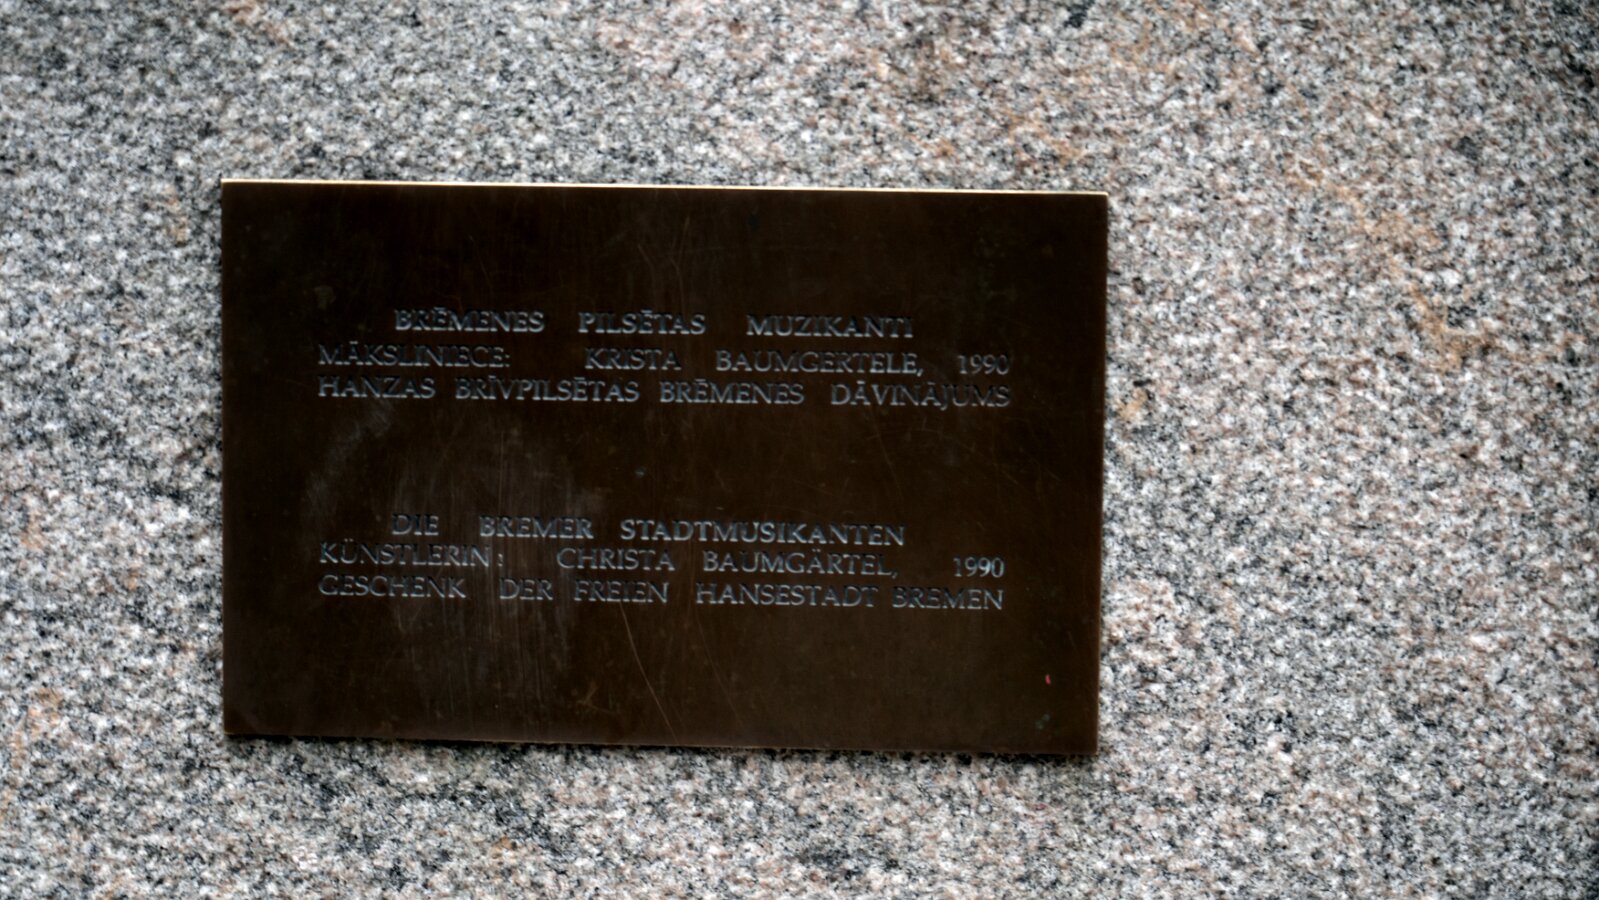 BRĒMENES PILSĒTAS MUZIKANTI
MĀKSLINIECE: KRISTA BAUMGERTELE, 1990
HANZAS BRĪVPILSĒTAS BRĒMENES DĀVINĀJUMS
DIE BREMER STADTMUSIKANTEN
KÜNSTLERIN: CHRISTA BAUMGÄRTEL, 1990
GESCHENK DER FREIEN HANSESTADT BREMEN